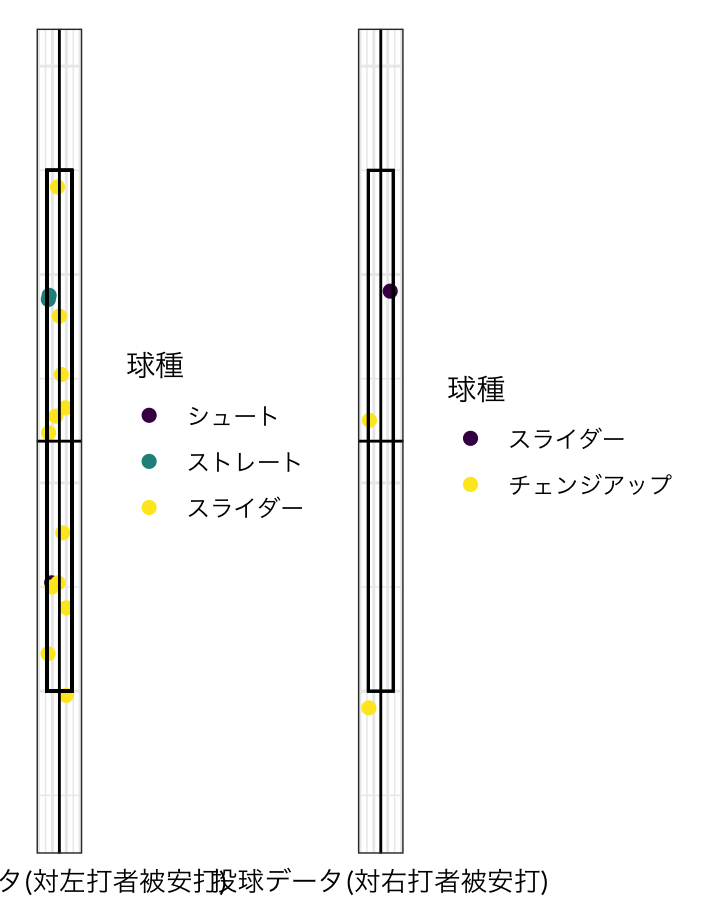 球種
シュート
ストレート
スライダー
球種
スライダー
チェンジアップ
タ(対左打者被安打)
投球データ(対右打者被安打)